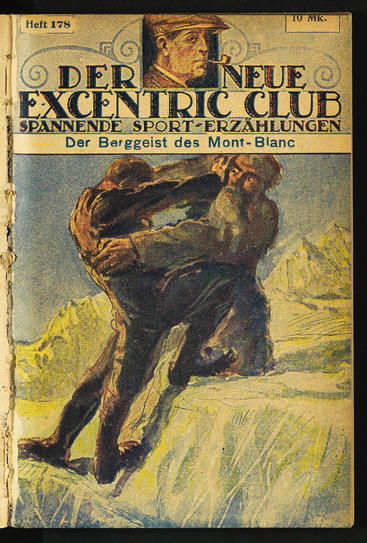 Heft 178
10 Mk.
DER NEUE
EXCENTRIC CLUB
SPANNENDE SPORT-ERZÄHLUNGEN
Der Berggeist des Mont-Blanc